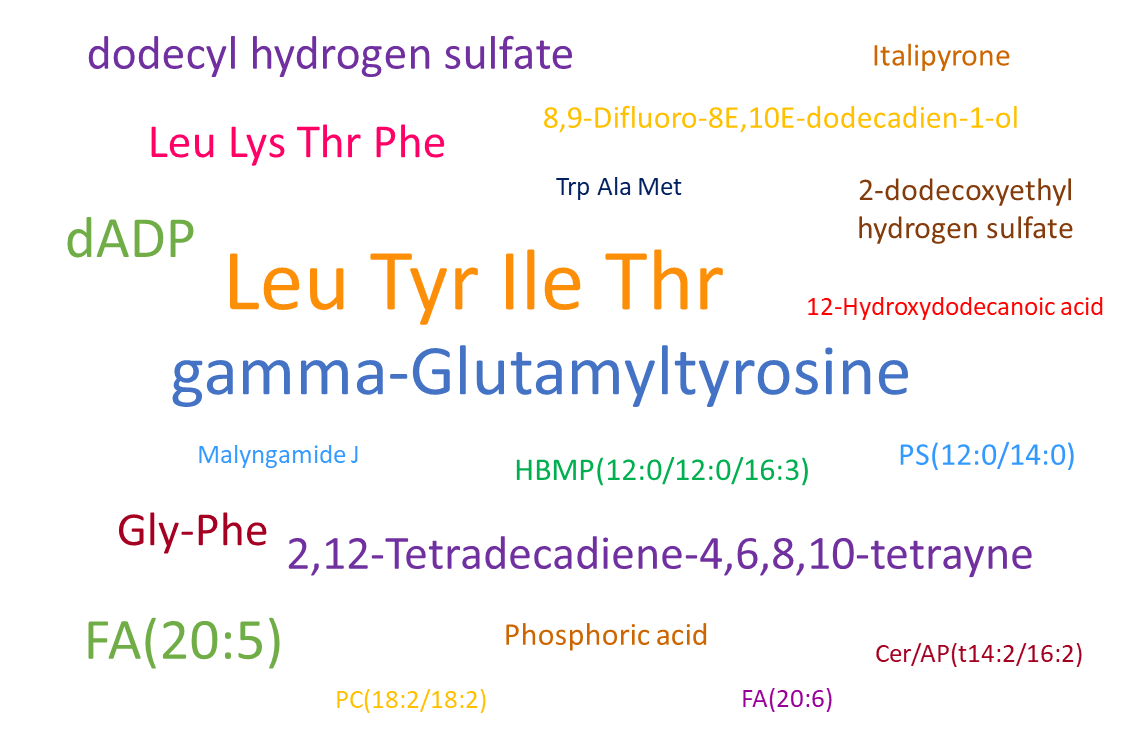 dodecyl hydrogen sulfate
Italipyrone
8,9-Difluoro-8E,10E-dodecadien-1-ol
Leu Lys Thr Phe
Trp Ala Met
2-dodecoxyethyl
hydrogen sulfate
dADP
Leu Tyr Ile Thr
12-Hydroxydodecanoic acid
gamma-Glutamyltyrosine
Malyngamide J
HBMP(12:0/12:0/16:3)
PS(12:0/14:0)
Gly-Phe
2,12-Tetradecadiene-4,6,8,10-tetrayne
FA(20:5)
Phosphoric acid
Cer/AP(t14:2/16:2)
PC(18:2/18:2)
FA(20:6)